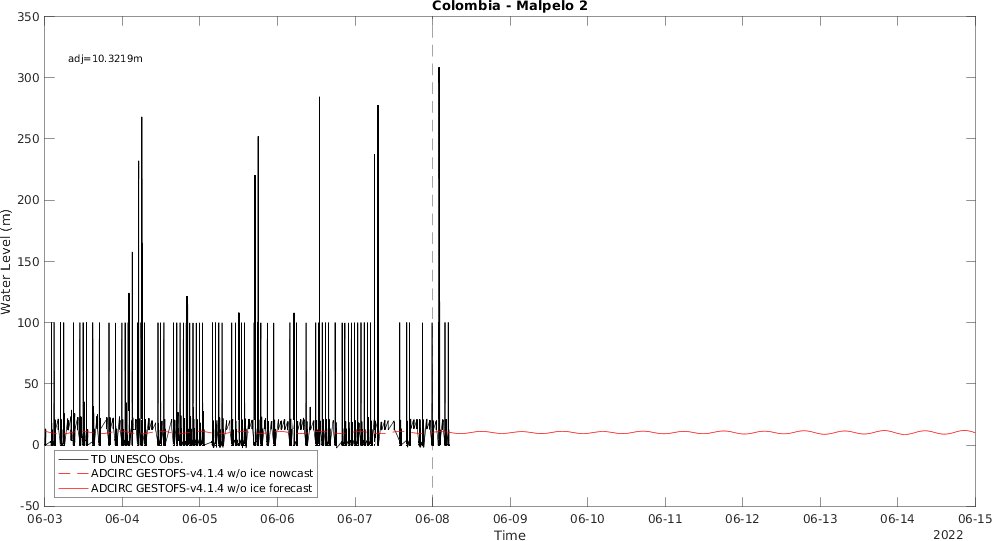 Colombia - Malpelo 2
adj=10.3219m
Water Level (m)
350
300
250
200
150
100
50
0
-50
TD UNESCO Obs.
ADCIRC GESTOFS-v4.1.4 w/o ice nowcast
ADCIRC GESTOFS-v4.1.4 w/o ice forecast
06-03 06-04 06-05 06-06 06-07 06-08 06-09 06-10 06-11 06-12 06-13 06-14 06-15
Time
2022